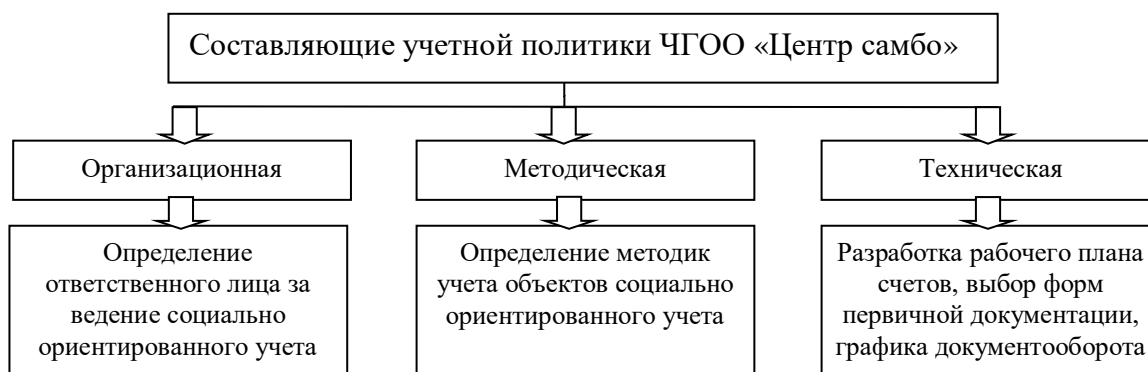 Составляющие учетной политики ЧГОО «Центр самбо»
Организационная
Методическая
Техническая
Определение
ответственного лица за
ведение социально
ориентированного учета
Определение методик
учета объектов социально
ориентированного учета
Разработка рабочего плана
счетов, выбор форм
первичной документации,
графика документооборота